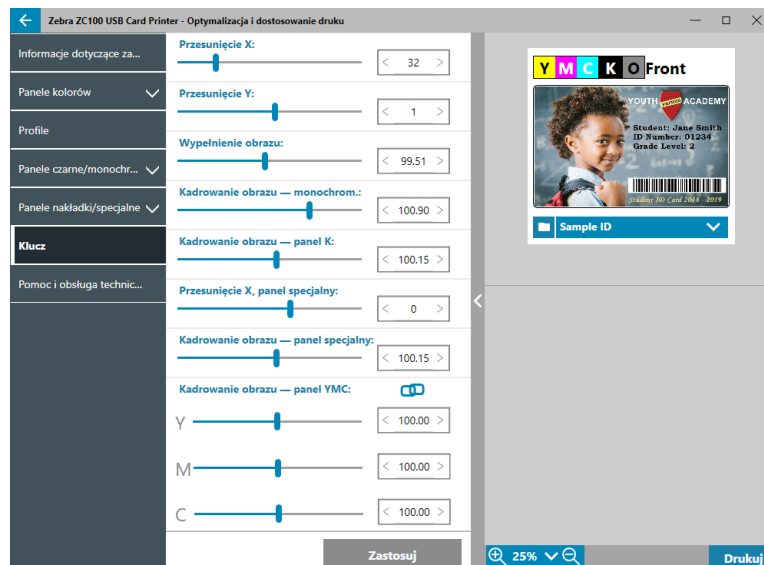 Zebra ZC100 USB Card Printer - Optymalizacja i dostosowanie druku
Informacje dotyczące za...
Panele kolorów
Profile
Panele czarne/monochr...
Panele nakładki/specjalne
Klucz
Pomoc i obsługa technic...
Przesunięcie X:
32
Przesunięcie Y:
1
Wypełnienie obrazu:
99.51
Kadrowanie obrazu — monochrom.:
100.90
Kadrowanie obrazu — panel K:
100.15
Przesunięcie X, panel specjalny:
0
Kadrowanie obrazu — panel specjalny:
100.15
Kadrowanie obrazu — panel YMC:
Y
100.00
M
100.00
C
100.00
Zastosuj
Y M C K O Front
YOUTH ACADEMY
Student: Jane Smith
ID Number: 01234
Grade Level: 2
Student ID Card 2018 - 2019
Sample ID
25%
Drukuj